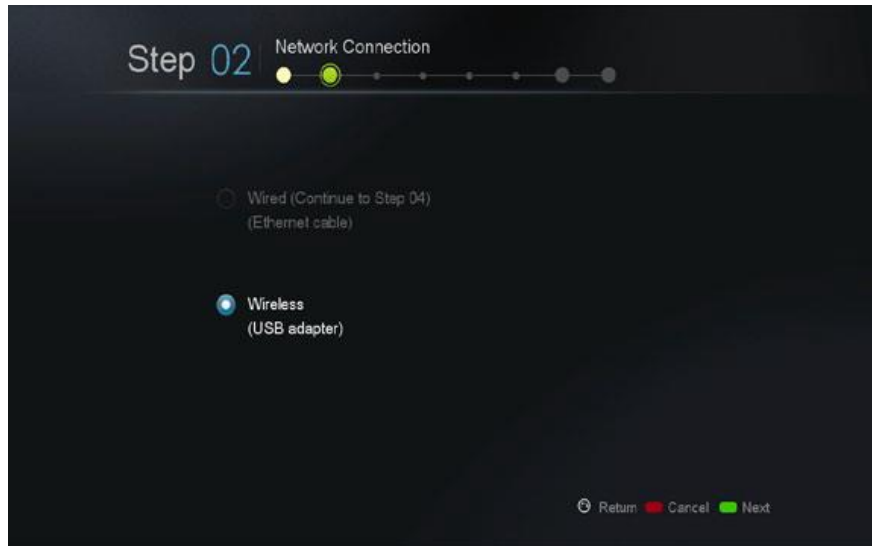 Step 02
Network Connection
Wired (Continue to Step 04)
(Ethernet cable)
Wireless
(USB adapter)
Return Cancel Next